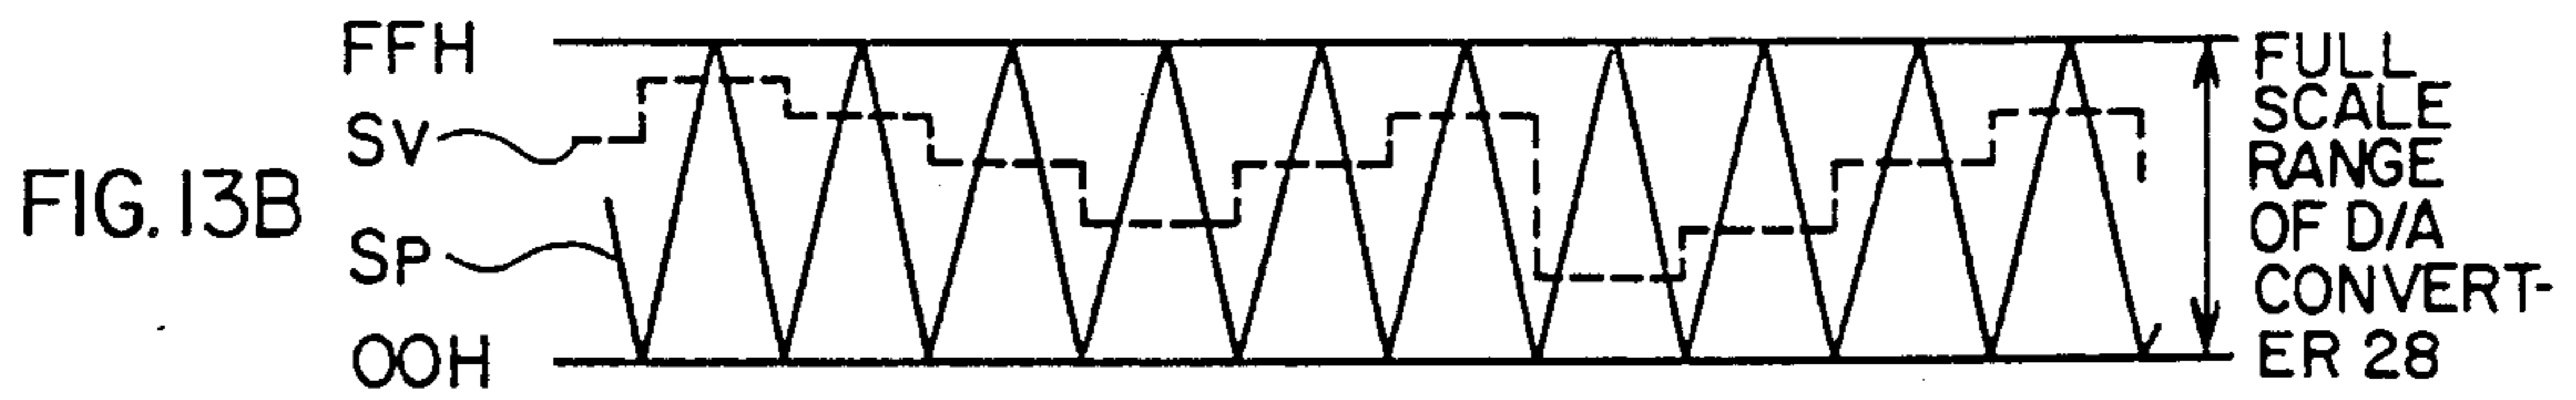 FIG. 13B
FFH
SV
SP
OOH
FULL
SCALE
RANGE
OF D/A
CONVERT-
ER 28